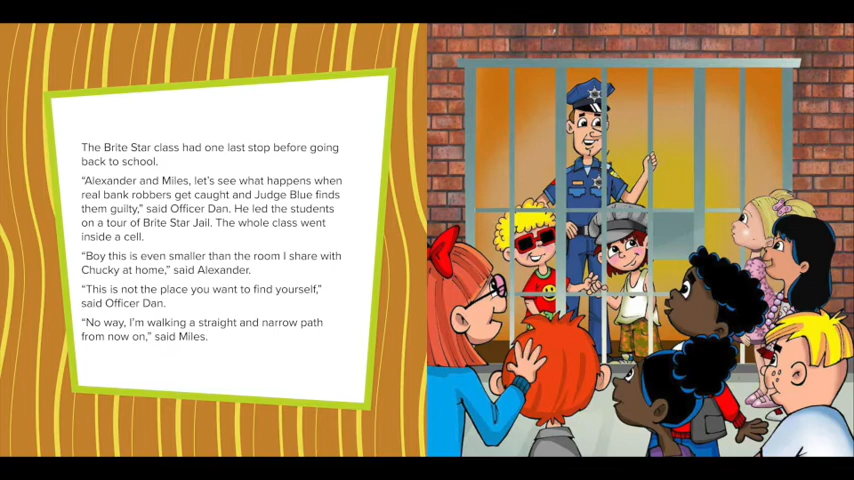 The Brite Star class had one last stop before going
back to school.
“Alexander and Miles, let’s see what happens when
real bank robbers get caught and Judge Blue finds
them guilty,” said Officer Dan. He led the students
on a tour of Brite Star Jail. The whole class went
inside a cell.
“Boy this is even smaller than the room I share with
Chucky at home,” said Alexander.
“This is not the place you want to find yourself,”
said Officer Dan.
“No way, I’m walking a straight and narrow path
from now on,” said Miles.